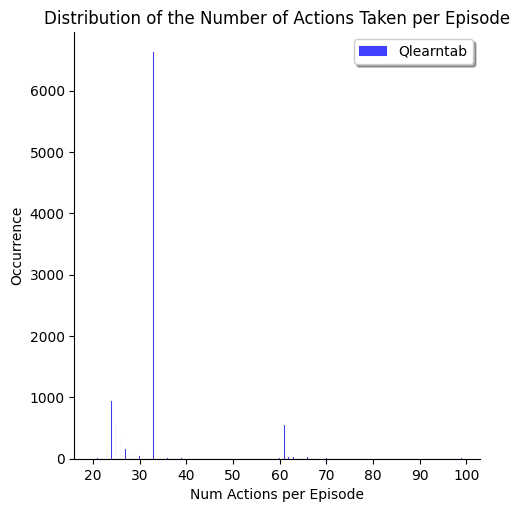 Distribution of the Number of Actions Taken per Episode
Qlearntab
6000
5000
4000
3000
2000
1000
0
Occurrence
20 30 40 50 60 70 80 90 100
Num Actions per Episode